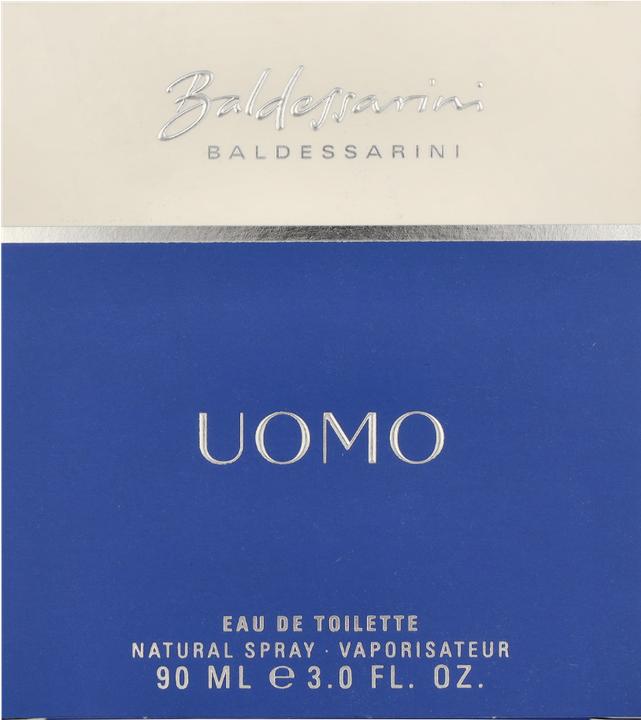 Baldessarini
BALDESSARINI
UOMO
EAU DE TOILETTE
NATURAL SPRAY · VAPORISATEUR
90 ML ℮ 3.0 FL. OZ.